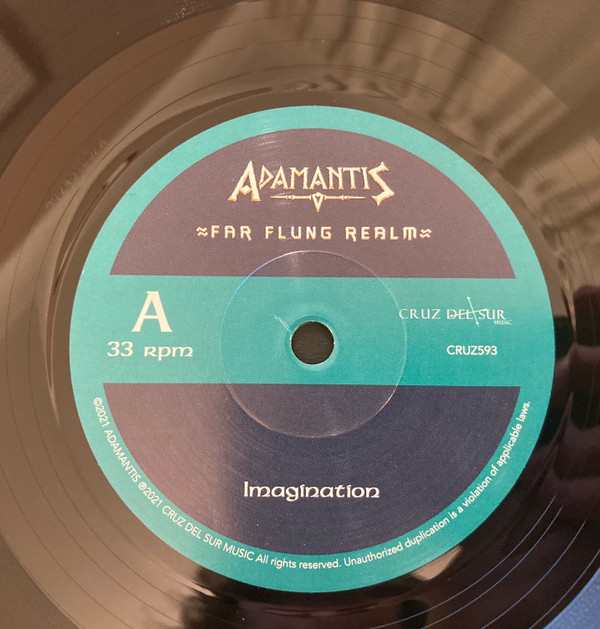 ADAMANTIS
≈FAR FLUNG REALM≈
A
33 rpm
CRUZ DEL SUR
MUSIC
CRUZ593
Imagination
©2021 ADAMANTIS ℗2021 CRUZ DEL SUR MUSIC All rights reserved. Unauthorized duplication is a violation of applicable laws.